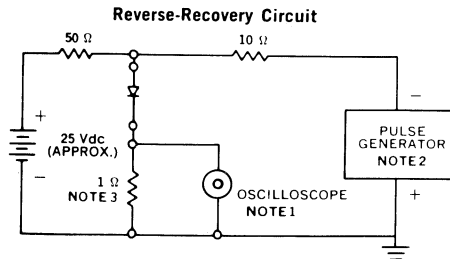 Reverse-Recovery Circuit
50 Ω
10 Ω
+
25 Vdc
(APPROX.)
−
1 Ω
NOTE 3
OSCILLOSCOPE
NOTE 1
−
PULSE
GENERATOR
NOTE 2
+